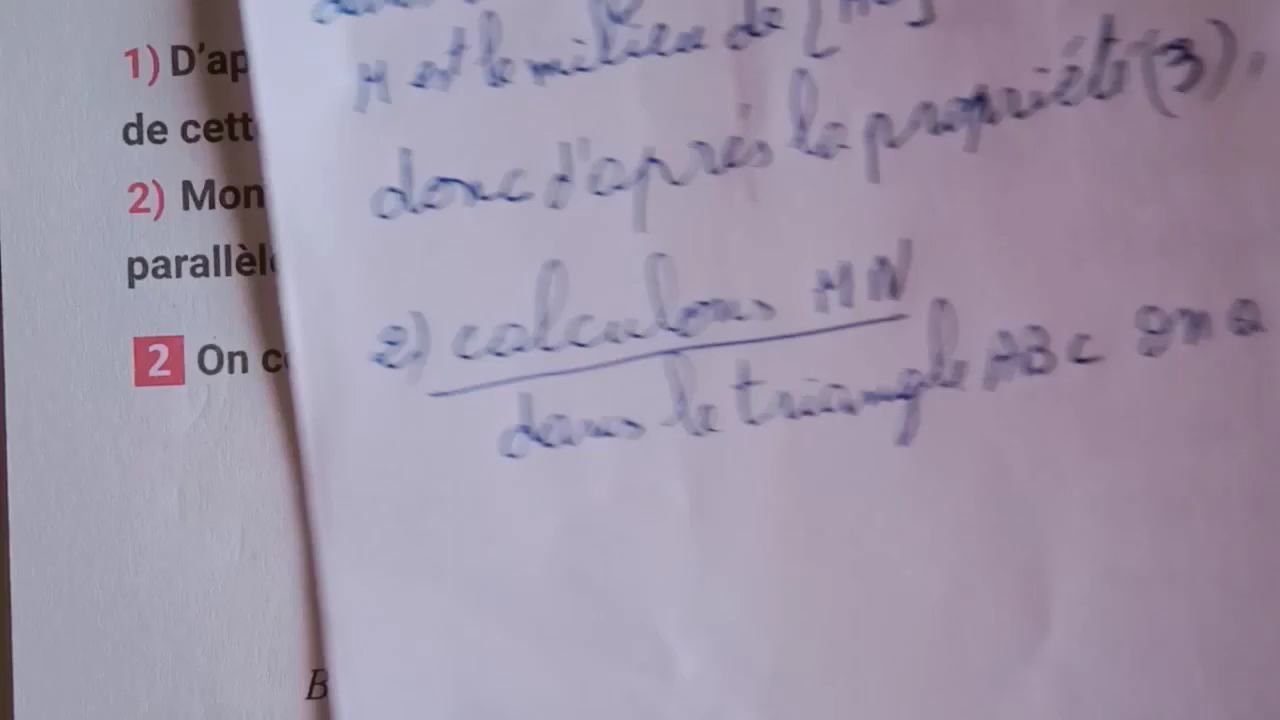 1) D'ap
de cett
2) Mon
parallèl
2 On c
B
M est le milieu de [
donc d'après la propriété (3).
2) calculons MN
dans le triangle ABC on a